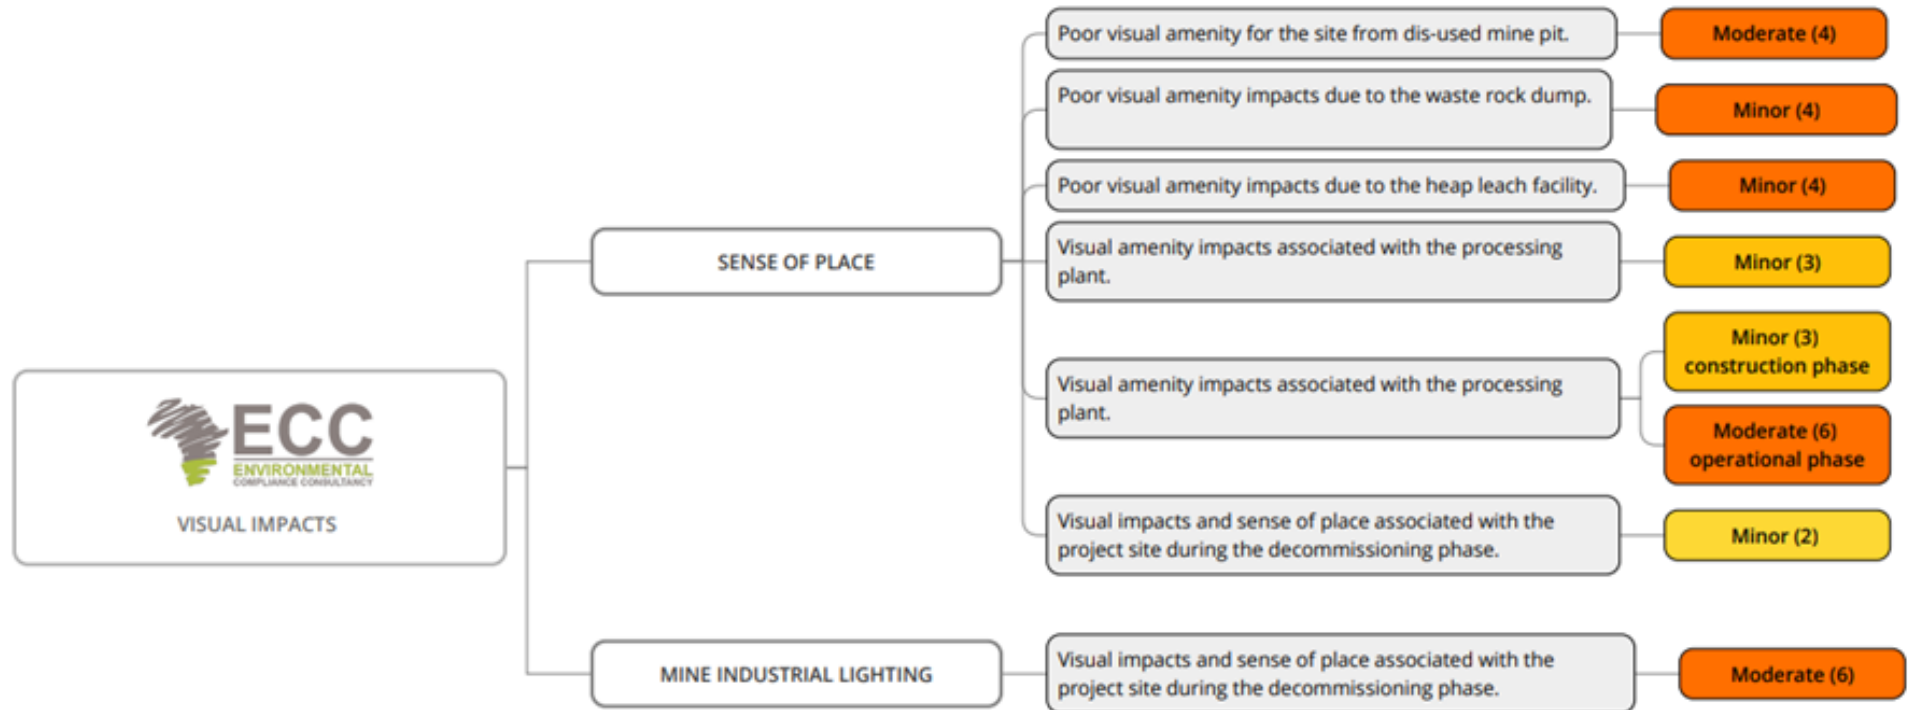 Poor visual amenity for the site from dis-used mine pit.
Moderate (4)
Poor visual amenity impacts due to the waste rock dump.
Minor (4)
Poor visual amenity impacts due to the heap leach facility.
Minor (4)
SENSE OF PLACE
Visual amenity impacts associated with the processing
plant.
Minor (3)
Visual amenity impacts associated with the processing
plant.
Minor (3)
construction phase
Moderate (6)
operational phase
ECC
ENVIRONMENTAL
COMPLIANCE CONSULTANCY
VISUAL IMPACTS
Visual impacts and sense of place associated with the
project site during the decommissioning phase.
Minor (2)
MINE INDUSTRIAL LIGHTING
Visual impacts and sense of place associated with the
project site during the decommissioning phase.
Moderate (6)